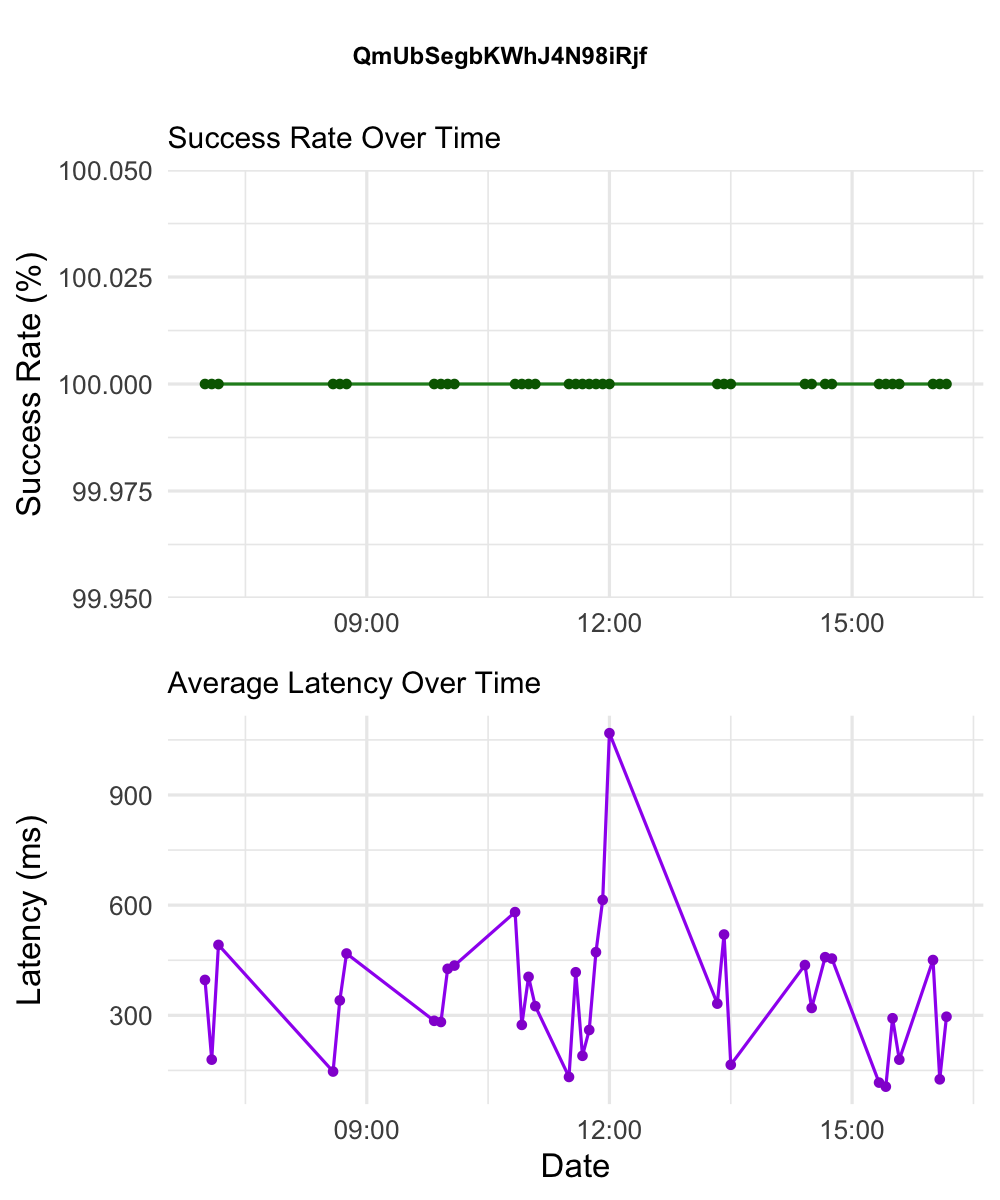 QmUbSegbKWhJ4N98iRjf
Success Rate Over Time
Success Rate (%)
100.050
100.025
100.000
99.975
99.950
09:00 12:00 15:00
Average Latency Over Time
Latency (ms)
900
600
300
09:00 12:00 15:00
Date